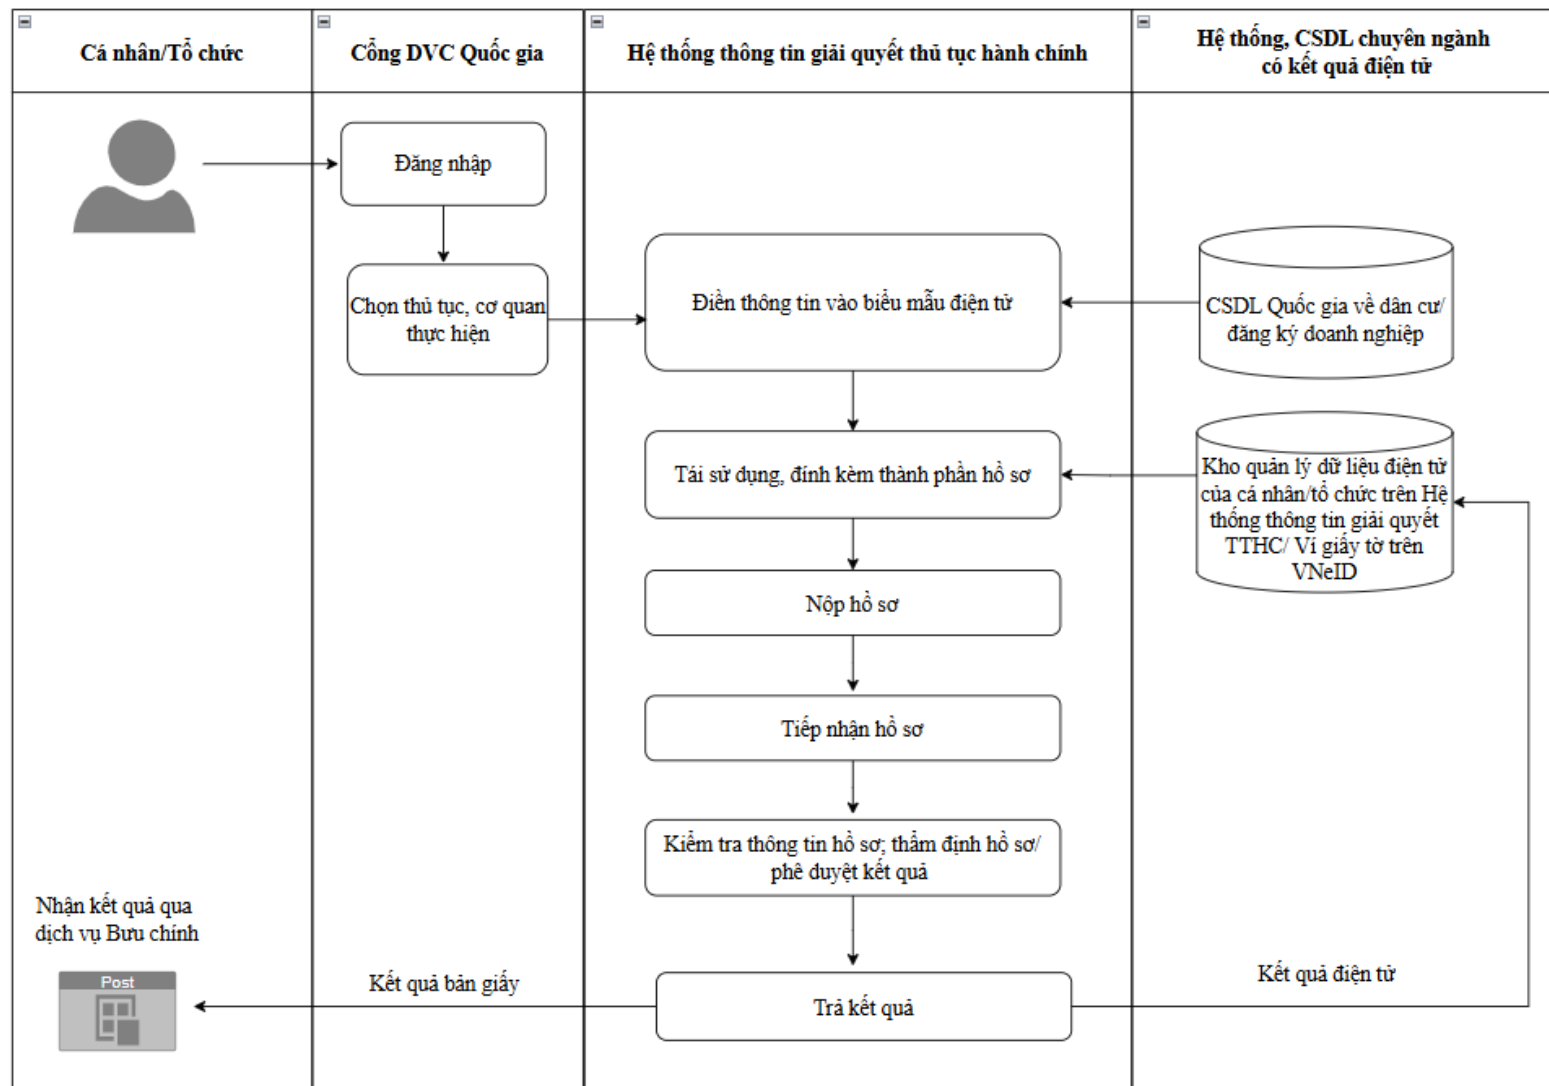 Cá nhân/Tổ chức
Cổng DVC Quốc gia
Hệ thống thông tin giải quyết thủ tục hành chính
Hệ thống, CSDL chuyên ngành
có kết quả điện tử
Đăng nhập
Chọn thủ tục, cơ quan
thực hiện
Điền thông tin vào biểu mẫu điện tử
CSDL Quốc gia về dân cư/
đăng ký doanh nghiệp
Tái sử dụng, đính kèm thành phần hồ sơ
Kho quản lý dữ liệu điện tử
của cá nhân/tổ chức trên Hệ
thống thông tin giải quyết
TTHC/ Ví giấy tờ trên
VNeID
Nộp hồ sơ
Tiếp nhận hồ sơ
Kiểm tra thông tin hồ sơ; thẩm định hồ sơ/
phê duyệt kết quả
Nhận kết quả qua
dịch vụ Bưu chính
Post
Kết quả bản giấy
Trả kết quả
Kết quả điện tử